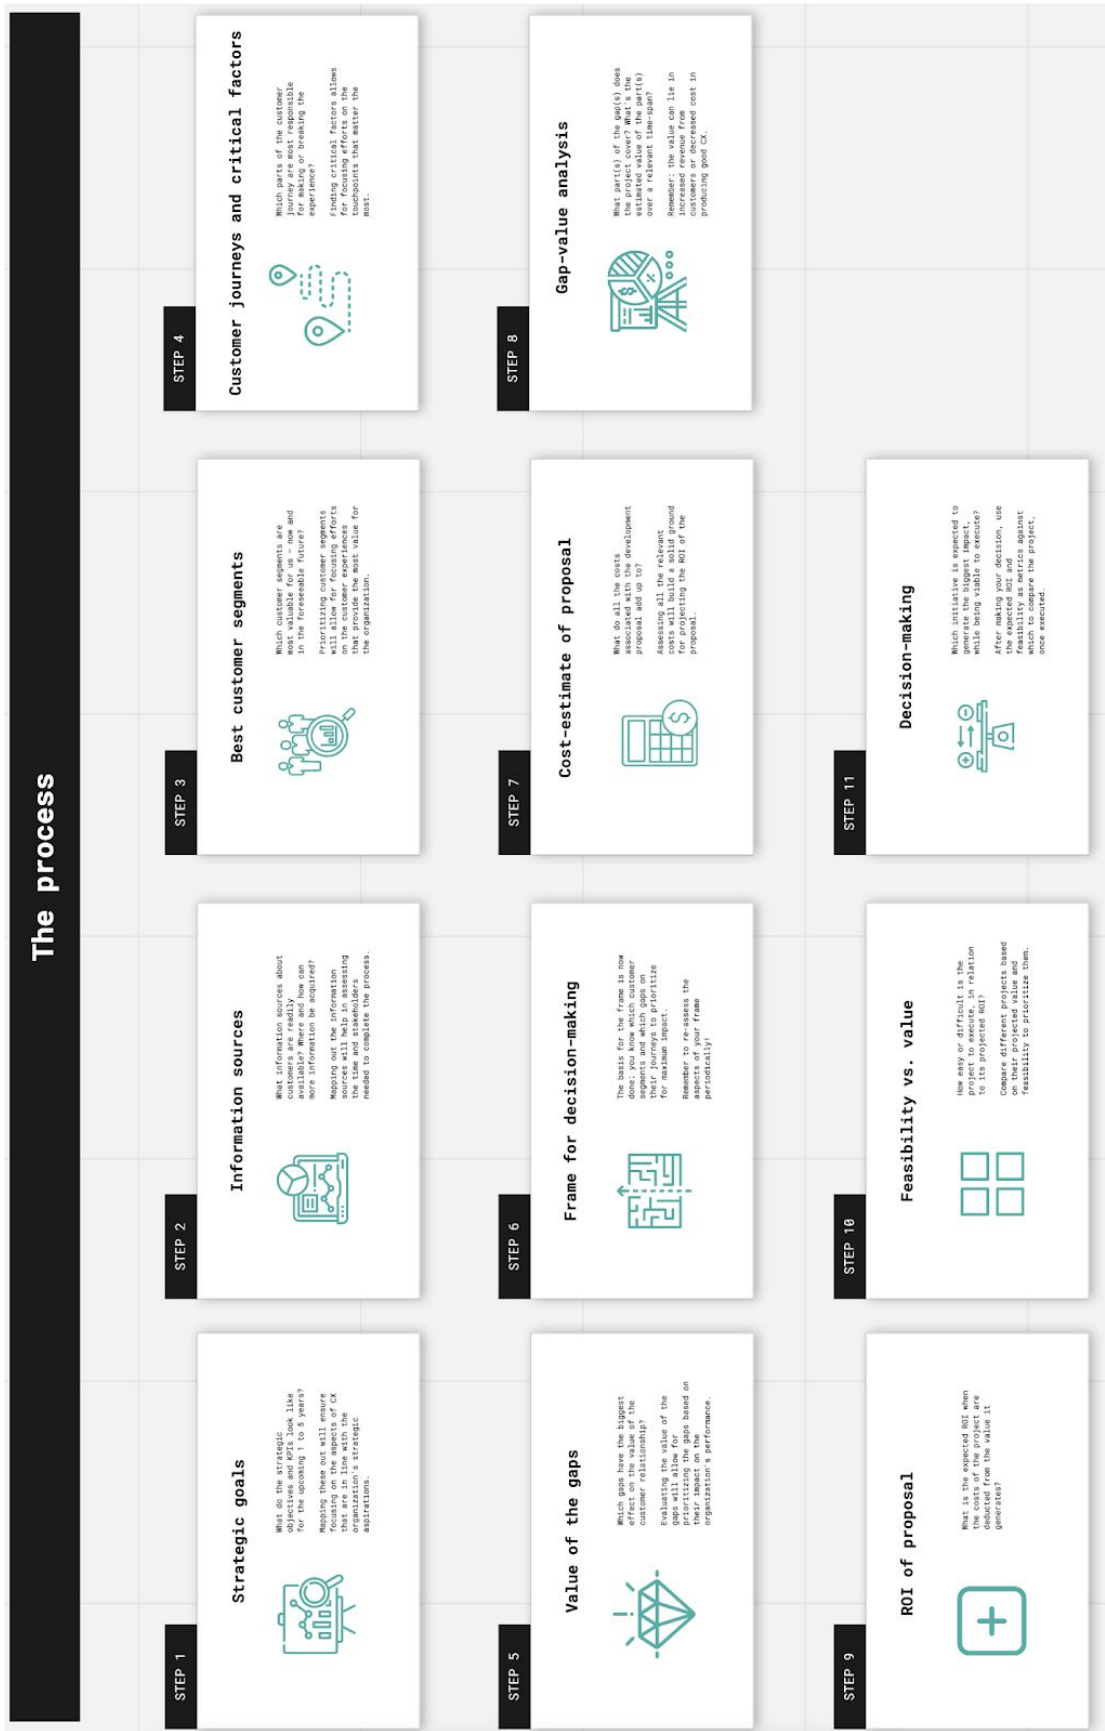 The process
STEP 1
Strategic goals
What do the strategic
objectives and KPIs look like
for the upcoming 1 to 5 years?
Mapping these out will ensure
focusing on the aspects of CX
that are in line with the
organization's strategic
aspirations.
STEP 2
Information sources
What information sources about
customers are readily
available? Where and how can
more information be acquired?
Mapping out the information
sources will help in assessing
the time and stakeholders
needed to complete the process.
STEP 3
Best customer segments
Which customer segments are
most valuable for us – now and
in the foreseeable future?
Prioritizing customer segments
will allow for focusing efforts
on the customer experiences
that provide the most value for
the organization.
STEP 4
Customer journeys and critical factors
Which parts of the customer
journey are most responsible
for making or breaking the
experience?
Finding critical factors allows
for focusing efforts on the
touchpoints that matter the
most.
STEP 5
Value of the gaps
Which gaps have the biggest
effect on the value of the
customer relationship?
Evaluating the value of the
gaps will allow for
prioritizing the gaps based on
their impact on the
organization's performance.
STEP 6
Frame for decision-making
The basis for the frame is now
done: you know which customer
segments and which gaps on
their journeys to prioritize
for maximum impact.
Remember to re-assess the
aspects of your frame
periodically!
STEP 7
Cost-estimate of proposal
What do all the costs
associated with the development
proposal add up to?
Assessing all the relevant
costs will build a solid ground
for projecting the ROI of the
proposal.
STEP 8
Gap-value analysis
What part(s) of the gap(s) does
the project cover? What's the
estimated value of the part(s)
over a relevant time-span?
Remember: the value can lie in
increased revenue from
customers or decreased cost in
producing good CX.
STEP 9
ROI of proposal
What is the expected ROI when
the costs of the project are
deducted from the value it
generates?
STEP 10
Feasibility vs. value
How easy or difficult is the
project to execute, in relation
to its projected ROI?
Compare different projects based
on their projected value and
feasibility to prioritize them.
STEP 11
Decision-making
Which initiative is expected to
generate the biggest impact,
while being viable to execute?
After making your decision, use
the expected ROI and
feasibility as metrics against
which to compare the project,
once executed.